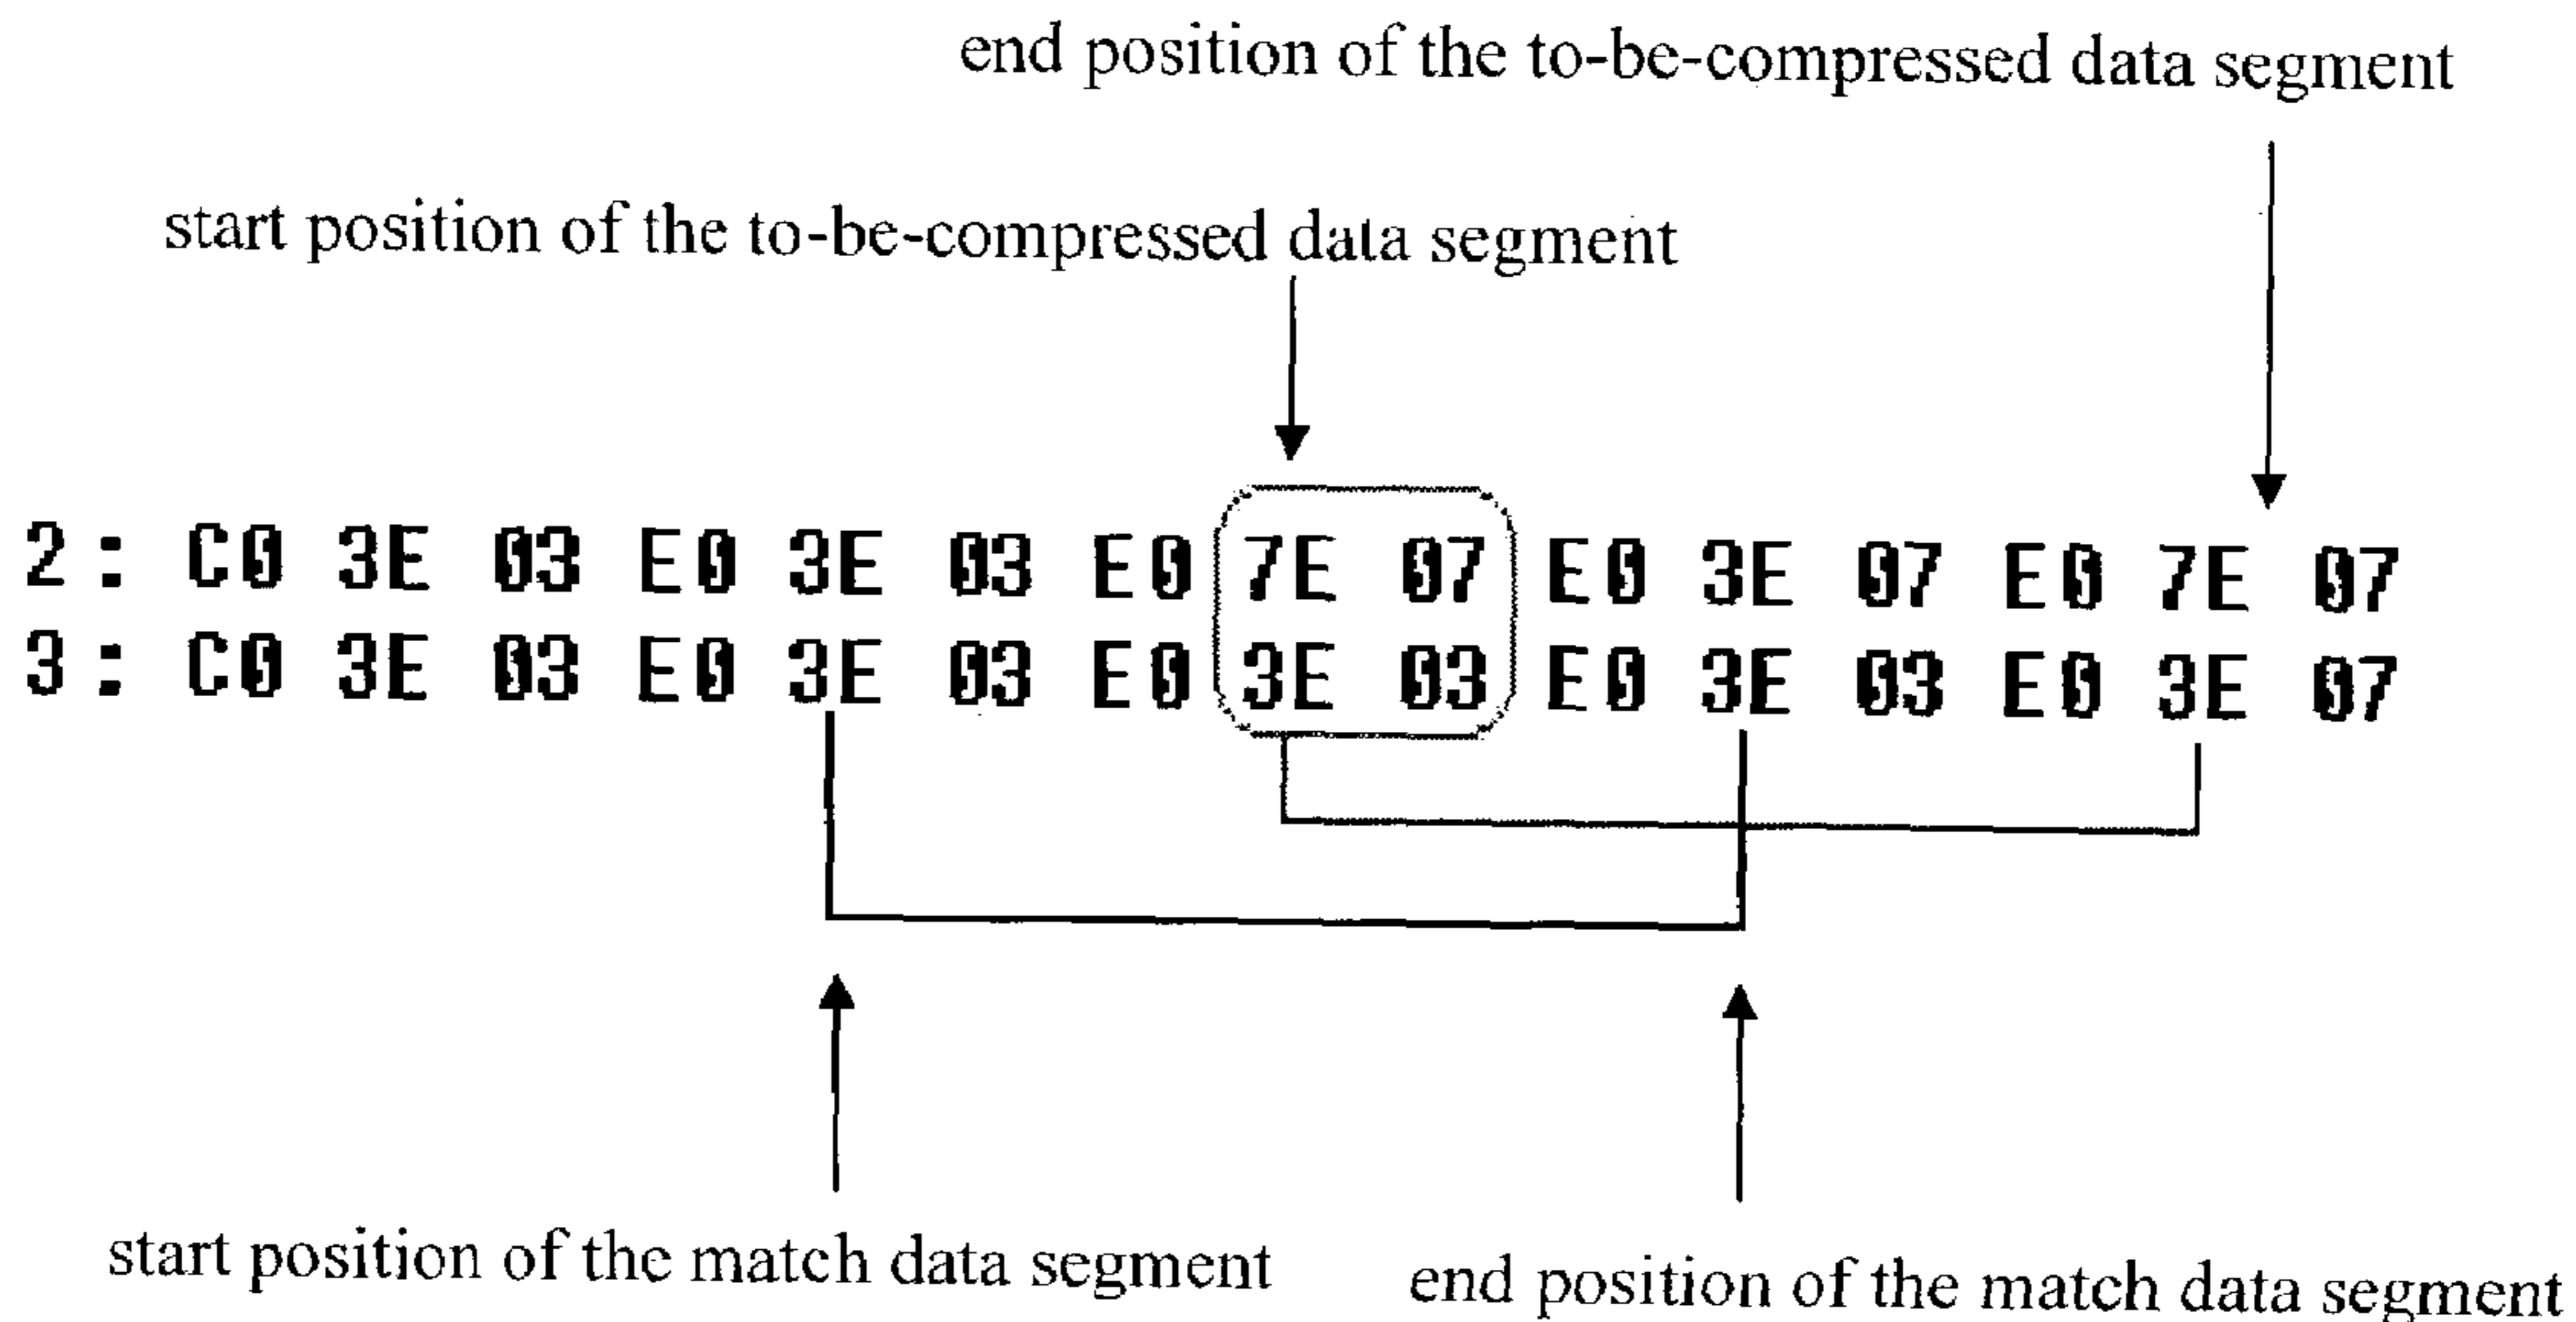 end position of the to-be-compressed data segment
start position of the to-be-compressed data segment
2: C0 3E 03 E0 3E 03 E0 7E 07 E0 3E 07 E0 7E 07
3: C0 3E 03 E0 3E 03 E0 3E 03 E0 3E 03 E0 3E 07
start position of the match data segment
end position of the match data segment